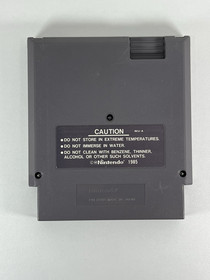 CAUTION
• DO NOT STORE IN EXTREME TEMPERATURES.
• DO NOT IMMERSE IN WATER.
• DO NOT CLEAN WITH BENZENE, THINNER,
ALCOHOL OR OTHER SUCH SOLVENTS.
©Nintendo 1985